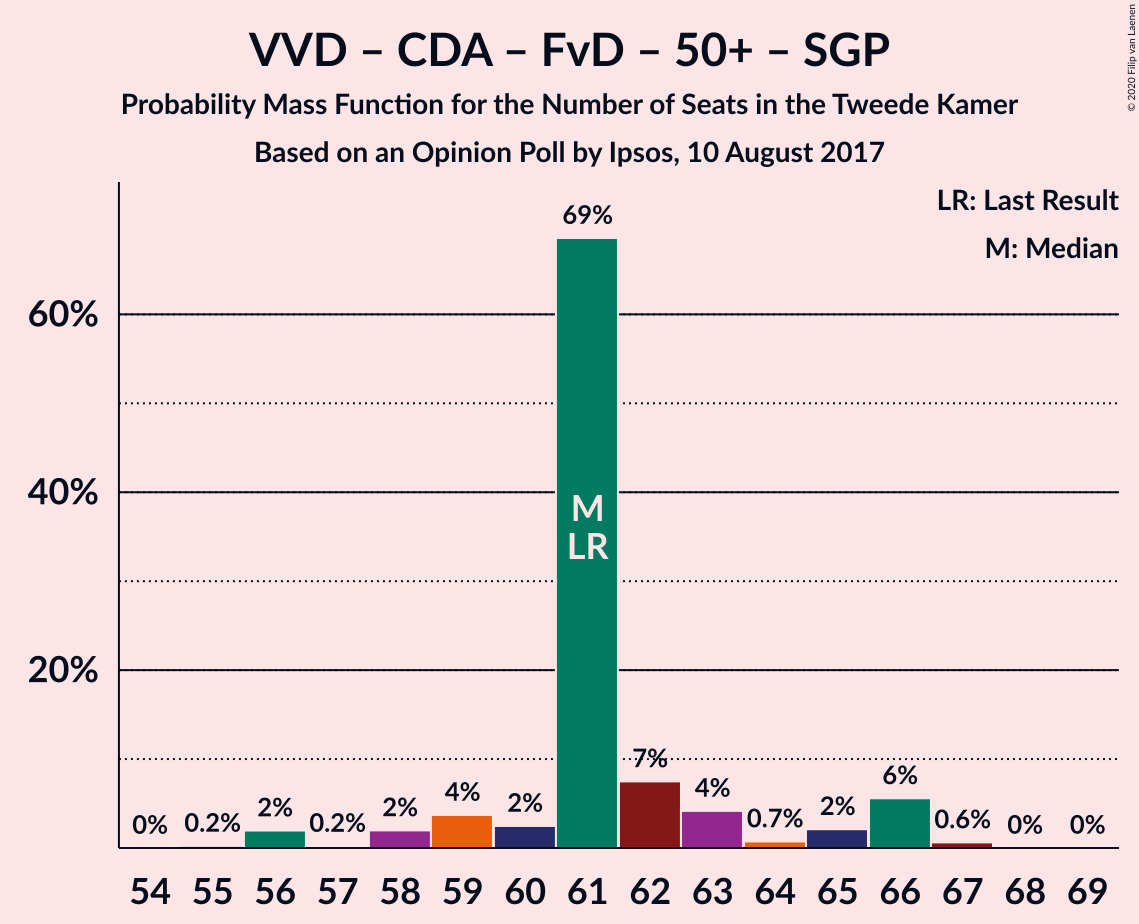 VVD – CDA – FvD – 50+ – SGP
Probability Mass Function for the Number of Seats in the Tweede Kamer
Based on an Opinion Poll by Ipsos, 10 August 2017
© 2020 Filip van Laenen
LR: Last Result
M: Median
60%
40%
20%
0% 0.2% 2% 0.2% 2% 4% 2% 69% 7% 4% 0.7% 2% 6% 0.6% 0% 0%
M
LR
54 55 56 57 58 59 60 61 62 63 64 65 66 67 68 69